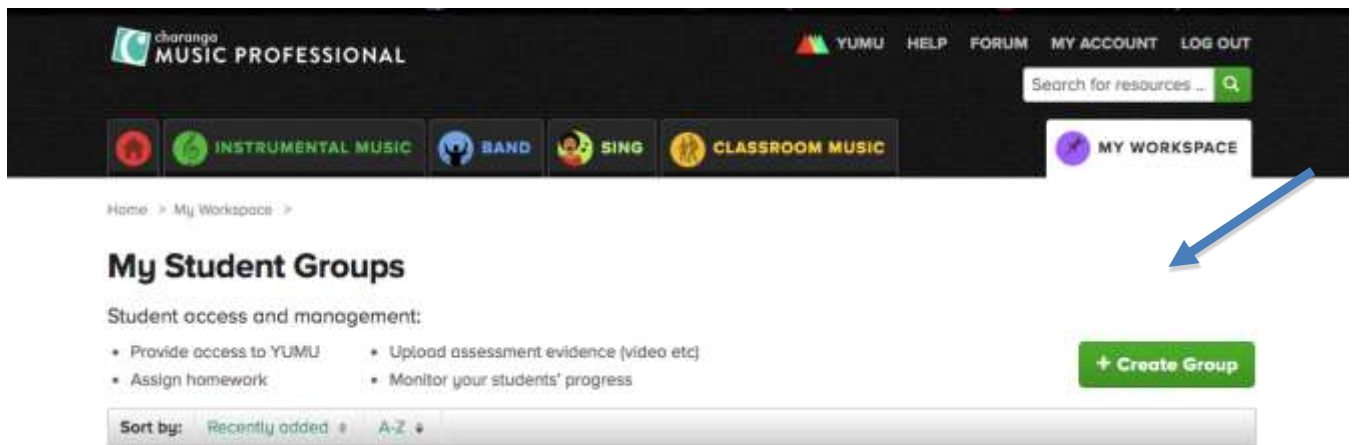 charanga
MUSIC PROFESSIONAL
YUMU HELP FORUM MY ACCOUNT LOG OUT
Search for resources ...
INSTRUMENTAL MUSIC BAND SING CLASSROOM MUSIC MY WORKSPACE
Home > My Workspace >
My Student Groups
Student access and management:
• Provide access to YUMU • Upload assessment evidence (video etc)
• Assign homework • Monitor your students' progress
+ Create Group
Sort by: Recently added A-Z